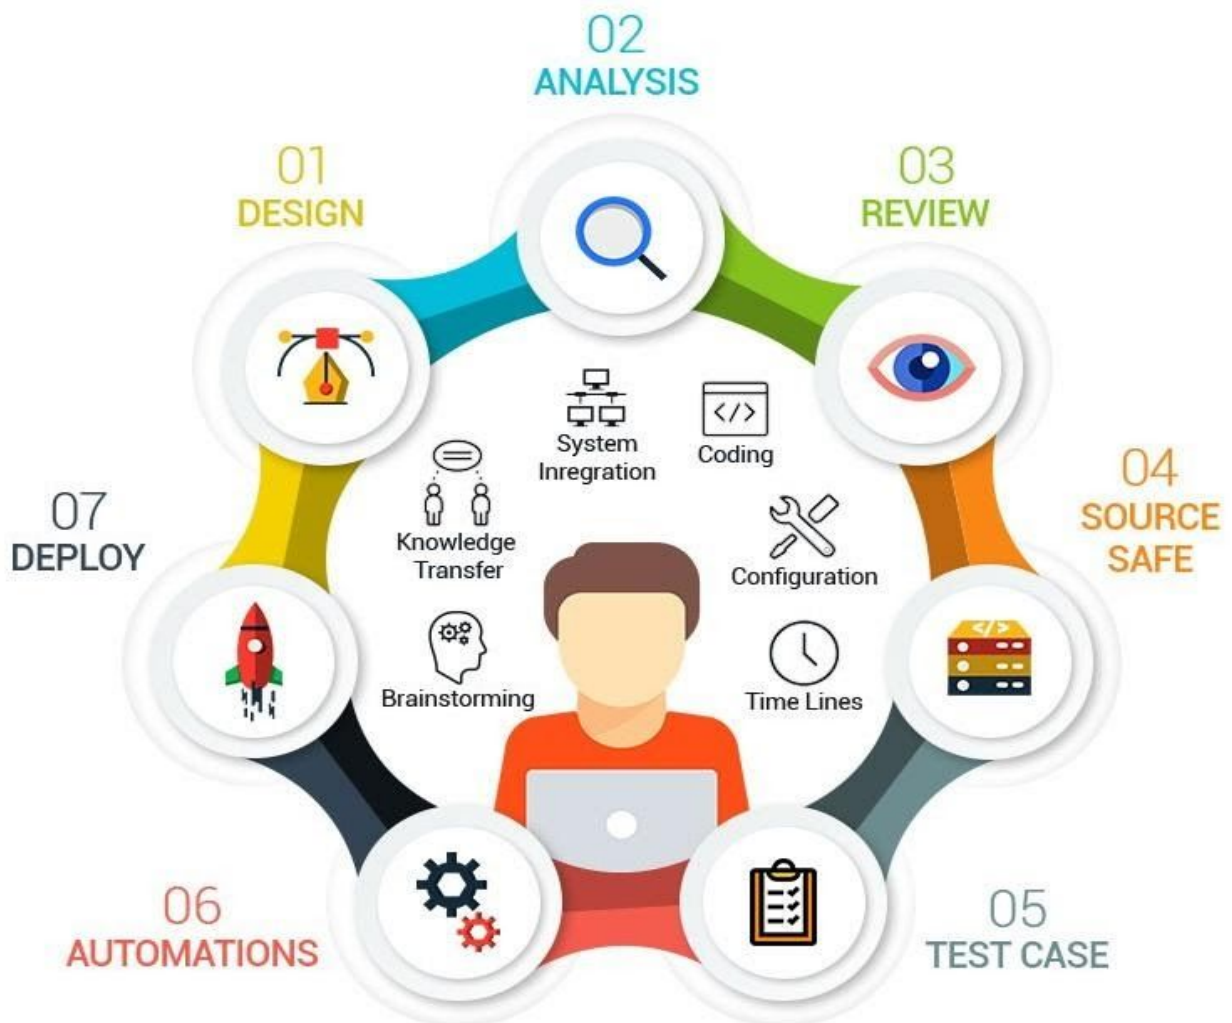 02
ANALYSIS
01
DESIGN
03
REVIEW
</>
System
Inregration
Coding
04
SOURCE
SAFE
07
DEPLOY
Knowledge
Transfer
Configuration
</>
Brainstorming
Time Lines
06
AUTOMATIONS
05
TEST CASE